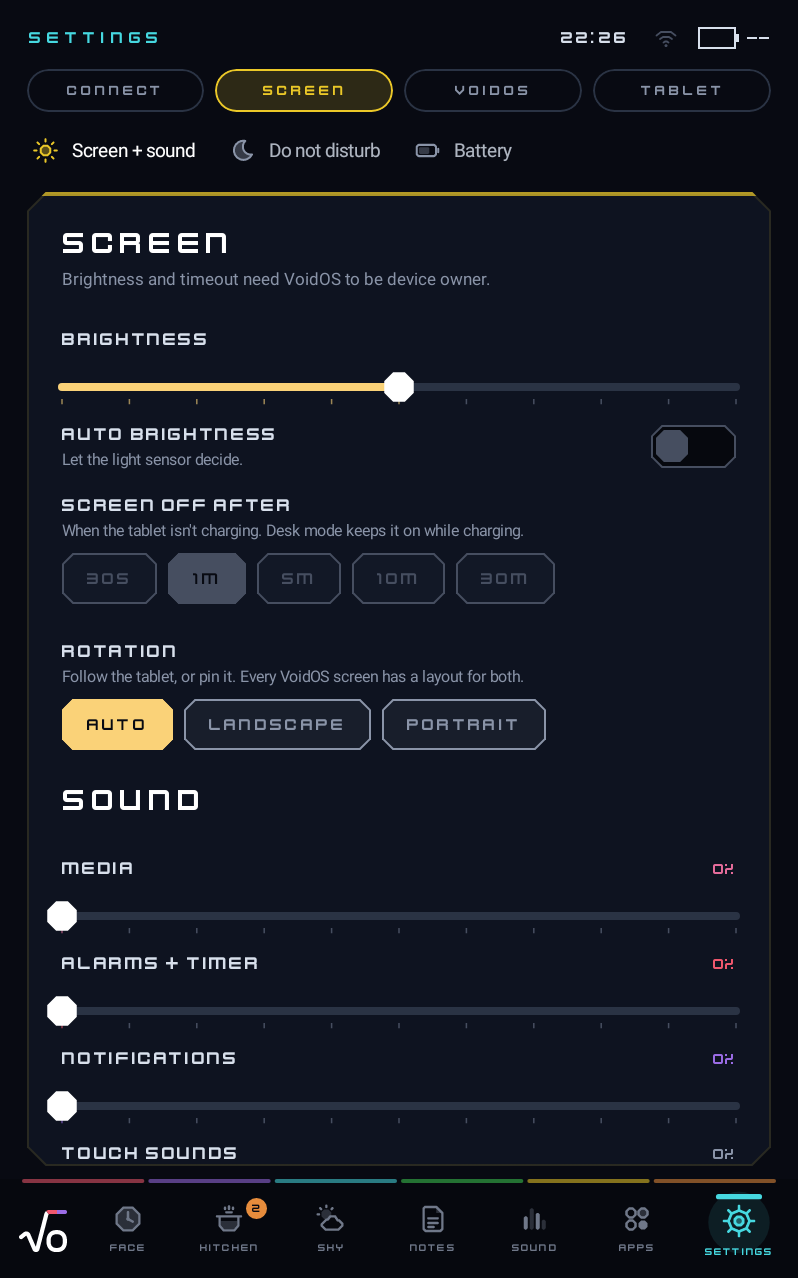 SETTINGS 22:26 --
CONNECT SCREEN VOIDOS TABLET
Screen + sound Do not disturb Battery
SCREEN
Brightness and timeout need VoidOS to be device owner.
BRIGHTNESS
AUTO BRIGHTNESS
Let the light sensor decide.
SCREEN OFF AFTER
When the tablet isn't charging. Desk mode keeps it on while charging.
30S 1M 5M 10M 30M
ROTATION
Follow the tablet, or pin it. Every VoidOS screen has a layout for both.
AUTO LANDSCAPE PORTRAIT
SOUND
MEDIA 0%
ALARMS + TIMER 0%
NOTIFICATIONS 0%
TOUCH SOUNDS 0%
2
FACE KITCHEN SKY NOTES SOUND APPS SETTINGS